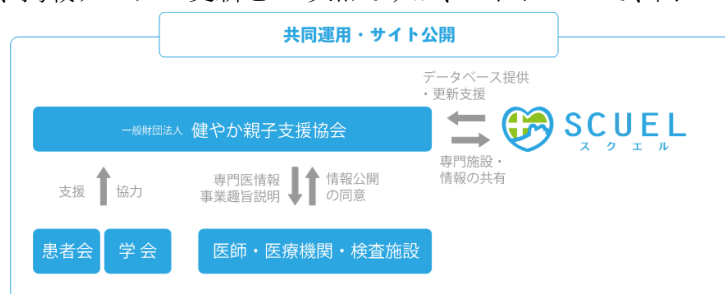 共同運用・サイト公開
データベース提供
・更新支援
一般財団法人 健やか親子支援協会
SCUEL
スクエル
専門施設・
情報の共有
支援
協力
専門医情報
事業趣旨説明
情報公開
の同意
患者会
学会
医師・医療機関・検査施設